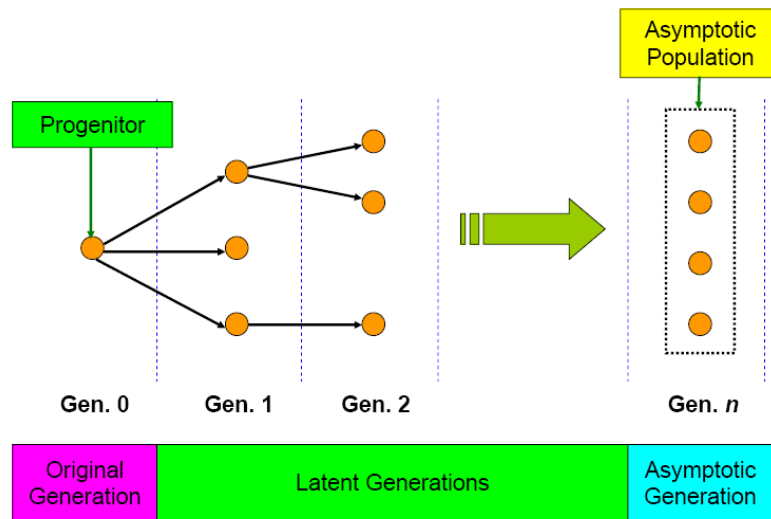 Asymptotic
Population
Progenitor
Gen. 0
Gen. 1
Gen. 2
Gen. n
Original
Generation
Latent Generations
Asymptotic
Generation